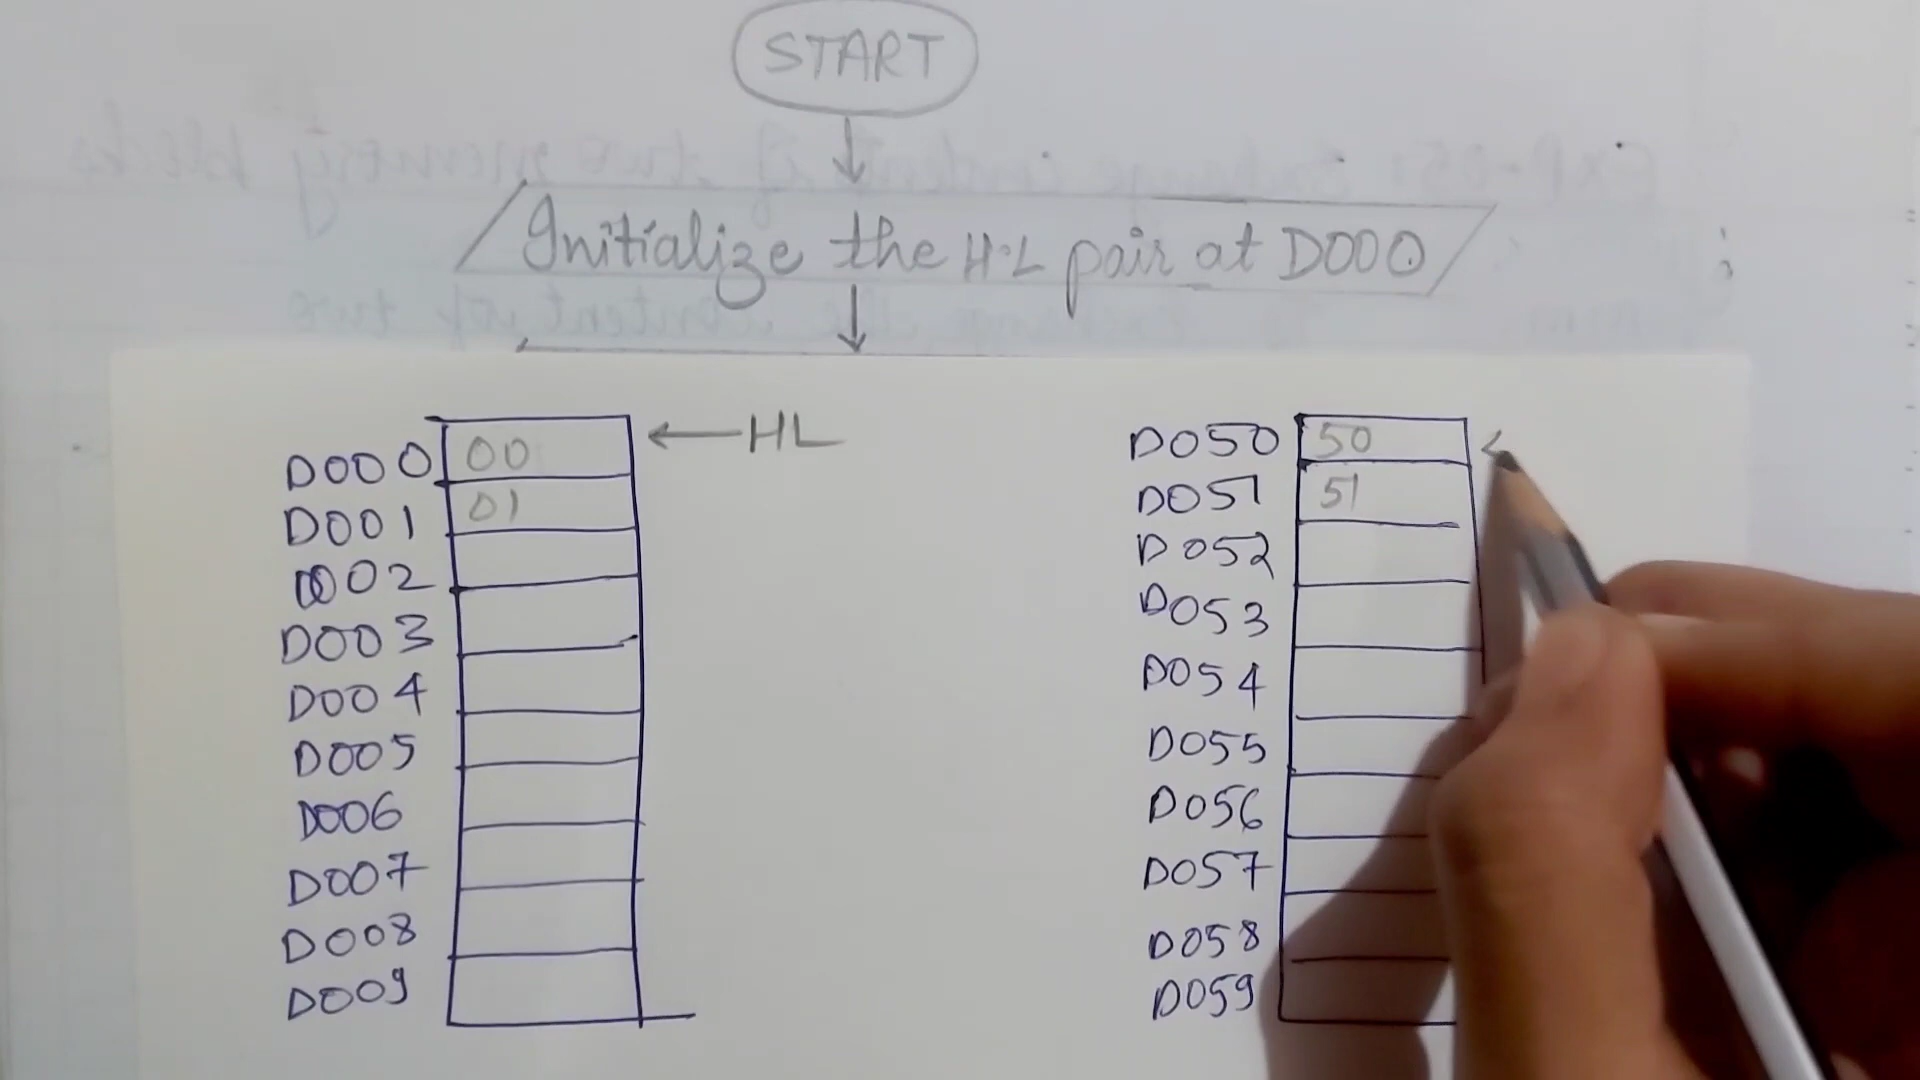 START
Initialize the H-L pair at D000
D000 00 ← HL
D001 01
D002
D003
D004
D005
D006
D007
D008
D009
D050 50
D051 51
D052
D053
D054
D055
D056
D057
D058
D059